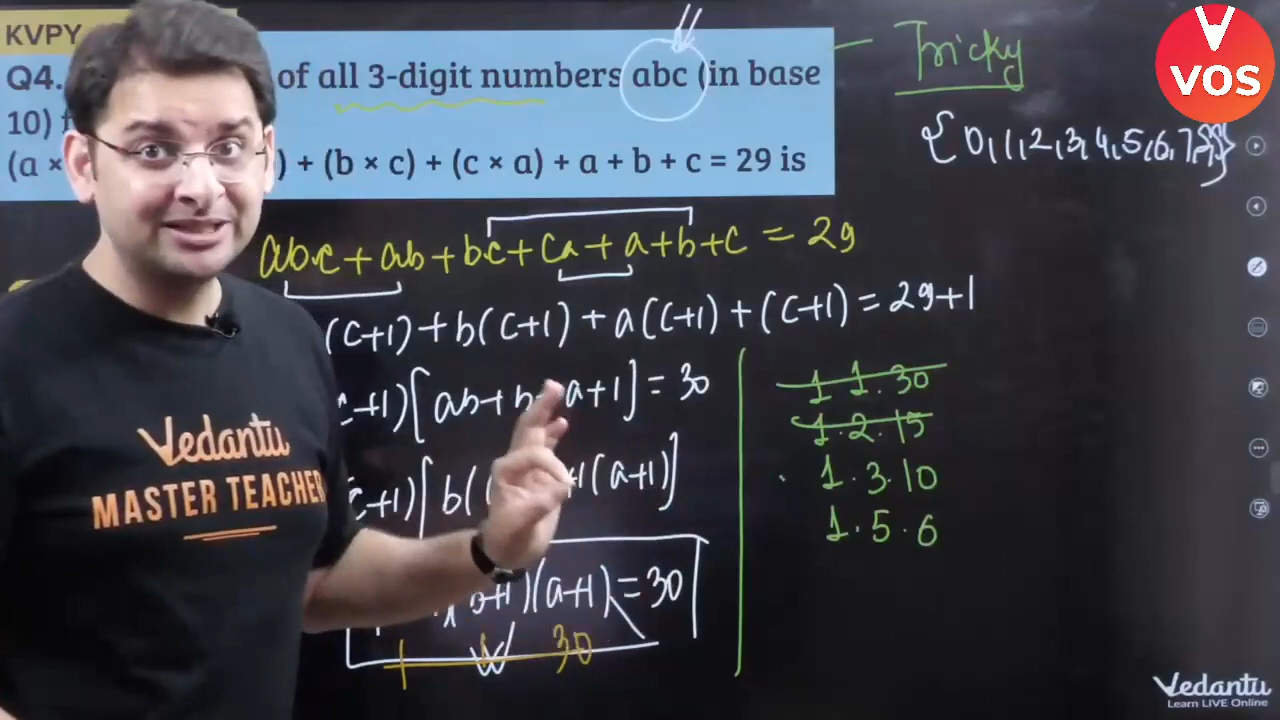 KVPY
Q4. of all 3-digit numbers abc (in base
10)
(a × ) + (b × c) + (c × a) + a + b + c = 29 is
Tricky
{0,1,2,3,4,5,6,7,
VOS
abc + ab + bc + ca + a + b + c = 29
(c+1) + b(c+1) + a(c+1) + (c+1) = 29+1
+1)[ab+b a+1] = 30
+1)[b( +1(a+1)]
b+1)(a+1) = 30
30
1 1. 30
1. 2. 15
1. 3. 10
1. 5. 6
Vedantu
MASTER TEACHER
Vedantu
Learn LIVE Online